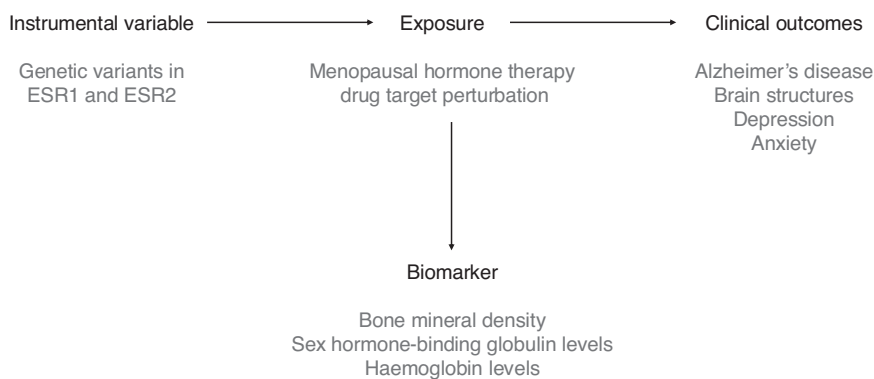 Instrumental variable
Exposure
Clinical outcomes
Genetic variants in
ESR1 and ESR2
Menopausal hormone therapy
drug target perturbation
Alzheimer's disease
Brain structures
Depression
Anxiety
Biomarker
Bone mineral density
Sex hormone-binding globulin levels
Haemoglobin levels